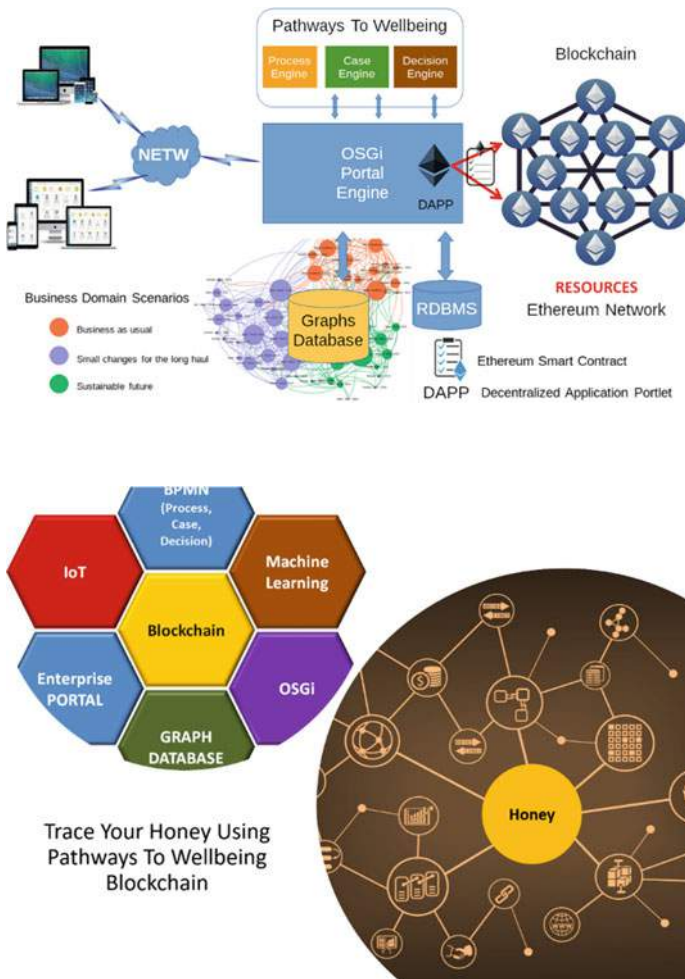 Pathways To Wellbeing
Process
Engine
Case
Engine
Decision
Engine
Blockchain
NETW
OSGi
Portal
Engine
DAPP
Business Domain Scenarios
Business as usual
Small changes for the long haul
Sustainable future
Graphs
Database
RDBMS
RESOURCES
Ethereum Network
Ethereum Smart Contract
DAPP Decentralized Application Portlet
BPMN
(Process,
Case,
Decision)
IoT
Machine
Learning
Blockchain
Enterprise
PORTAL
OSGi
GRAPH
DATABASE
Honey
Trace Your Honey Using
Pathways To Wellbeing
Blockchain